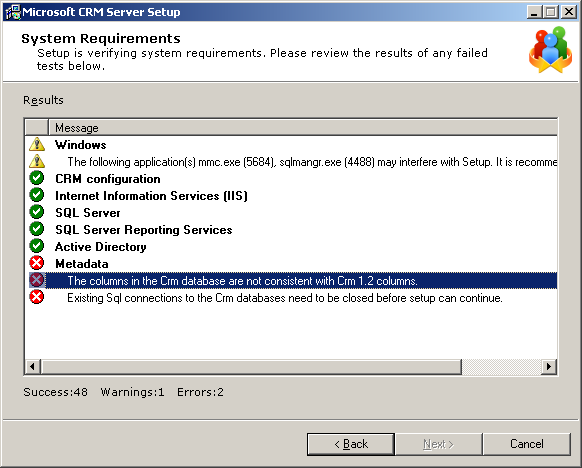 Microsoft CRM Server Setup
System Requirements
Setup is verifying system requirements. Please review the results of any failed
tests below.
Results
Message
Windows
The following application(s) mmc.exe (5684), sqlmangr.exe (4488) may interfere with Setup. It is recomme
CRM configuration
Internet Information Services (IIS)
SQL Server
SQL Server Reporting Services
Active Directory
Metadata
The columns in the Crm database are not consistent with Crm 1.2 columns.
Existing Sql connections to the Crm databases need to be closed before setup can continue.
Success:48 Warnings:1 Errors:2
< Back
Next >
Cancel